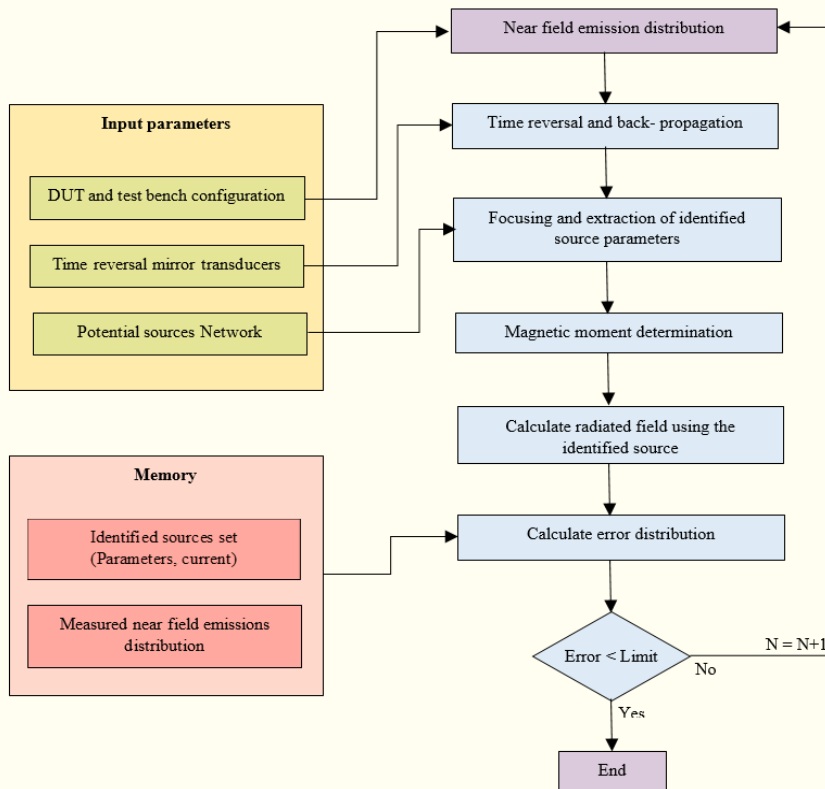 Near field emission distribution
Input parameters
Time reversal and back- propagation
DUT and test bench configuration
Focusing and extraction of identified
source parameters
Time reversal mirror transducers
Potential sources Network
Magnetic moment determination
Calculate radiated field using the
identified source
Memory
Identified sources set
(Parameters, current)
Calculate error distribution
Measured near field emissions
distribution
Error < Limit
N = N+1
No
Yes
End